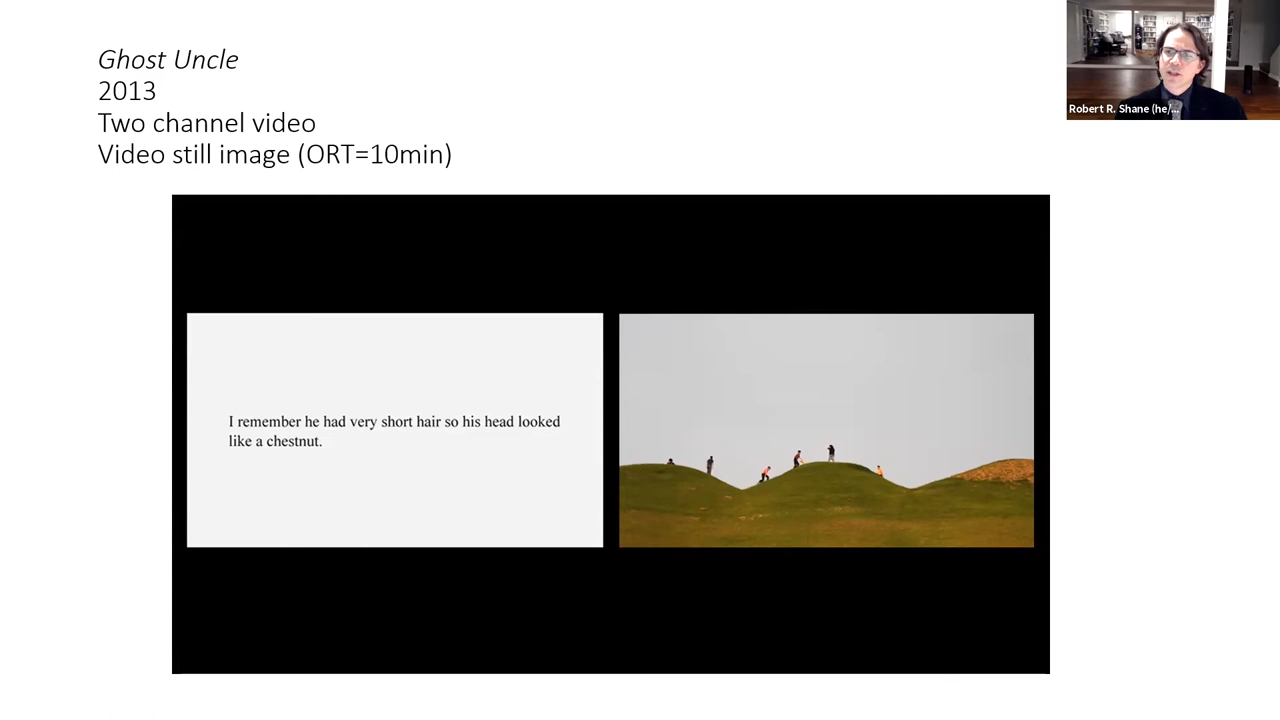 Ghost Uncle
2013
Two channel video
Video still image (ORT=10min)
Robert R. Shane (he/...
I remember he had very short hair so his head looked
like a chestnut.